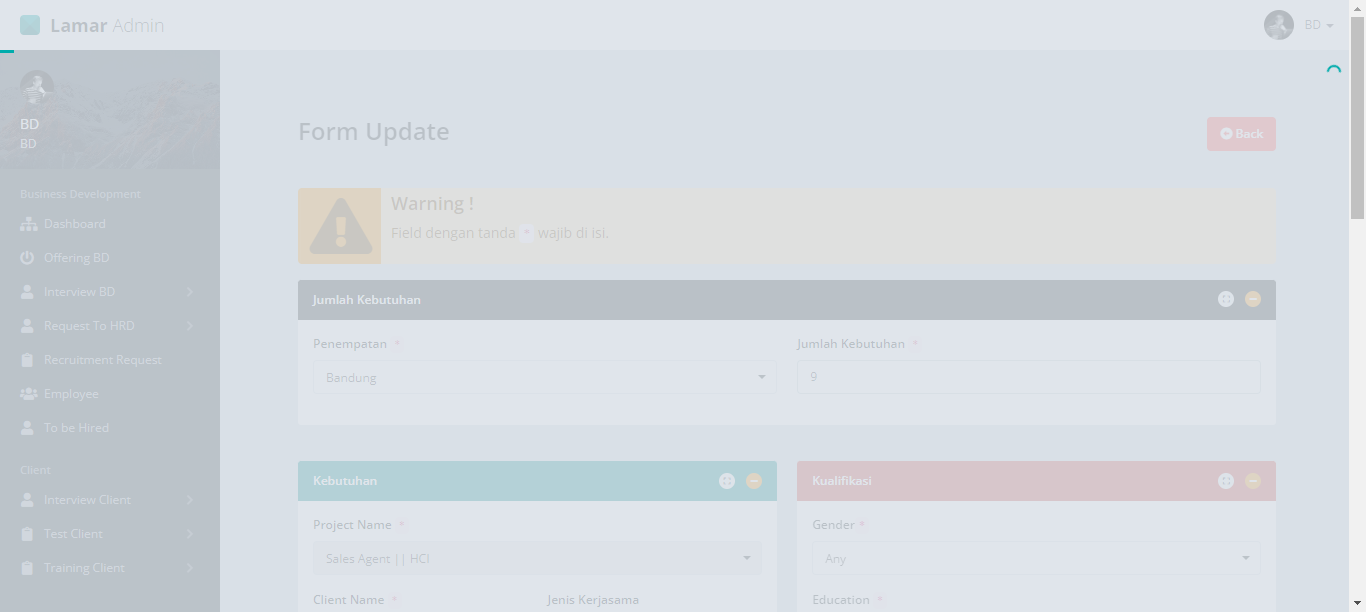 Lamar Admin
BD
BD
BD
Business Development
Dashboard
Offering BD
Interview BD
Request To HRD
Recruitment Request
Employee
To be Hired
Client
Interview Client
Test Client
Training Client
Form Update
Back
Warning !
Field dengan tanda * wajib di isi.
Jumlah Kebutuhan
Penempatan * Jumlah Kebutuhan *
Bandung 9
Kebutuhan
Project Name *
Sales Agent || HCI
Client Name * Jenis Kerjasama
Kualifikasi
Gender *
Any
Education *